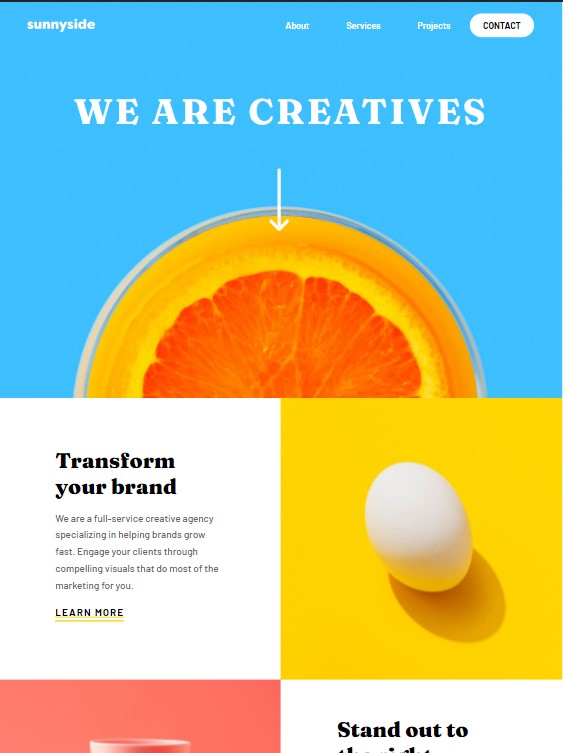 sunnyside About Services Projects CONTACT
WE ARE CREATIVES
Transform
your brand
We are a full-service creative agency
specializing in helping brands grow
fast. Engage your clients through
compelling visuals that do most of the
marketing for you.
LEARN MORE
Stand out to
the right